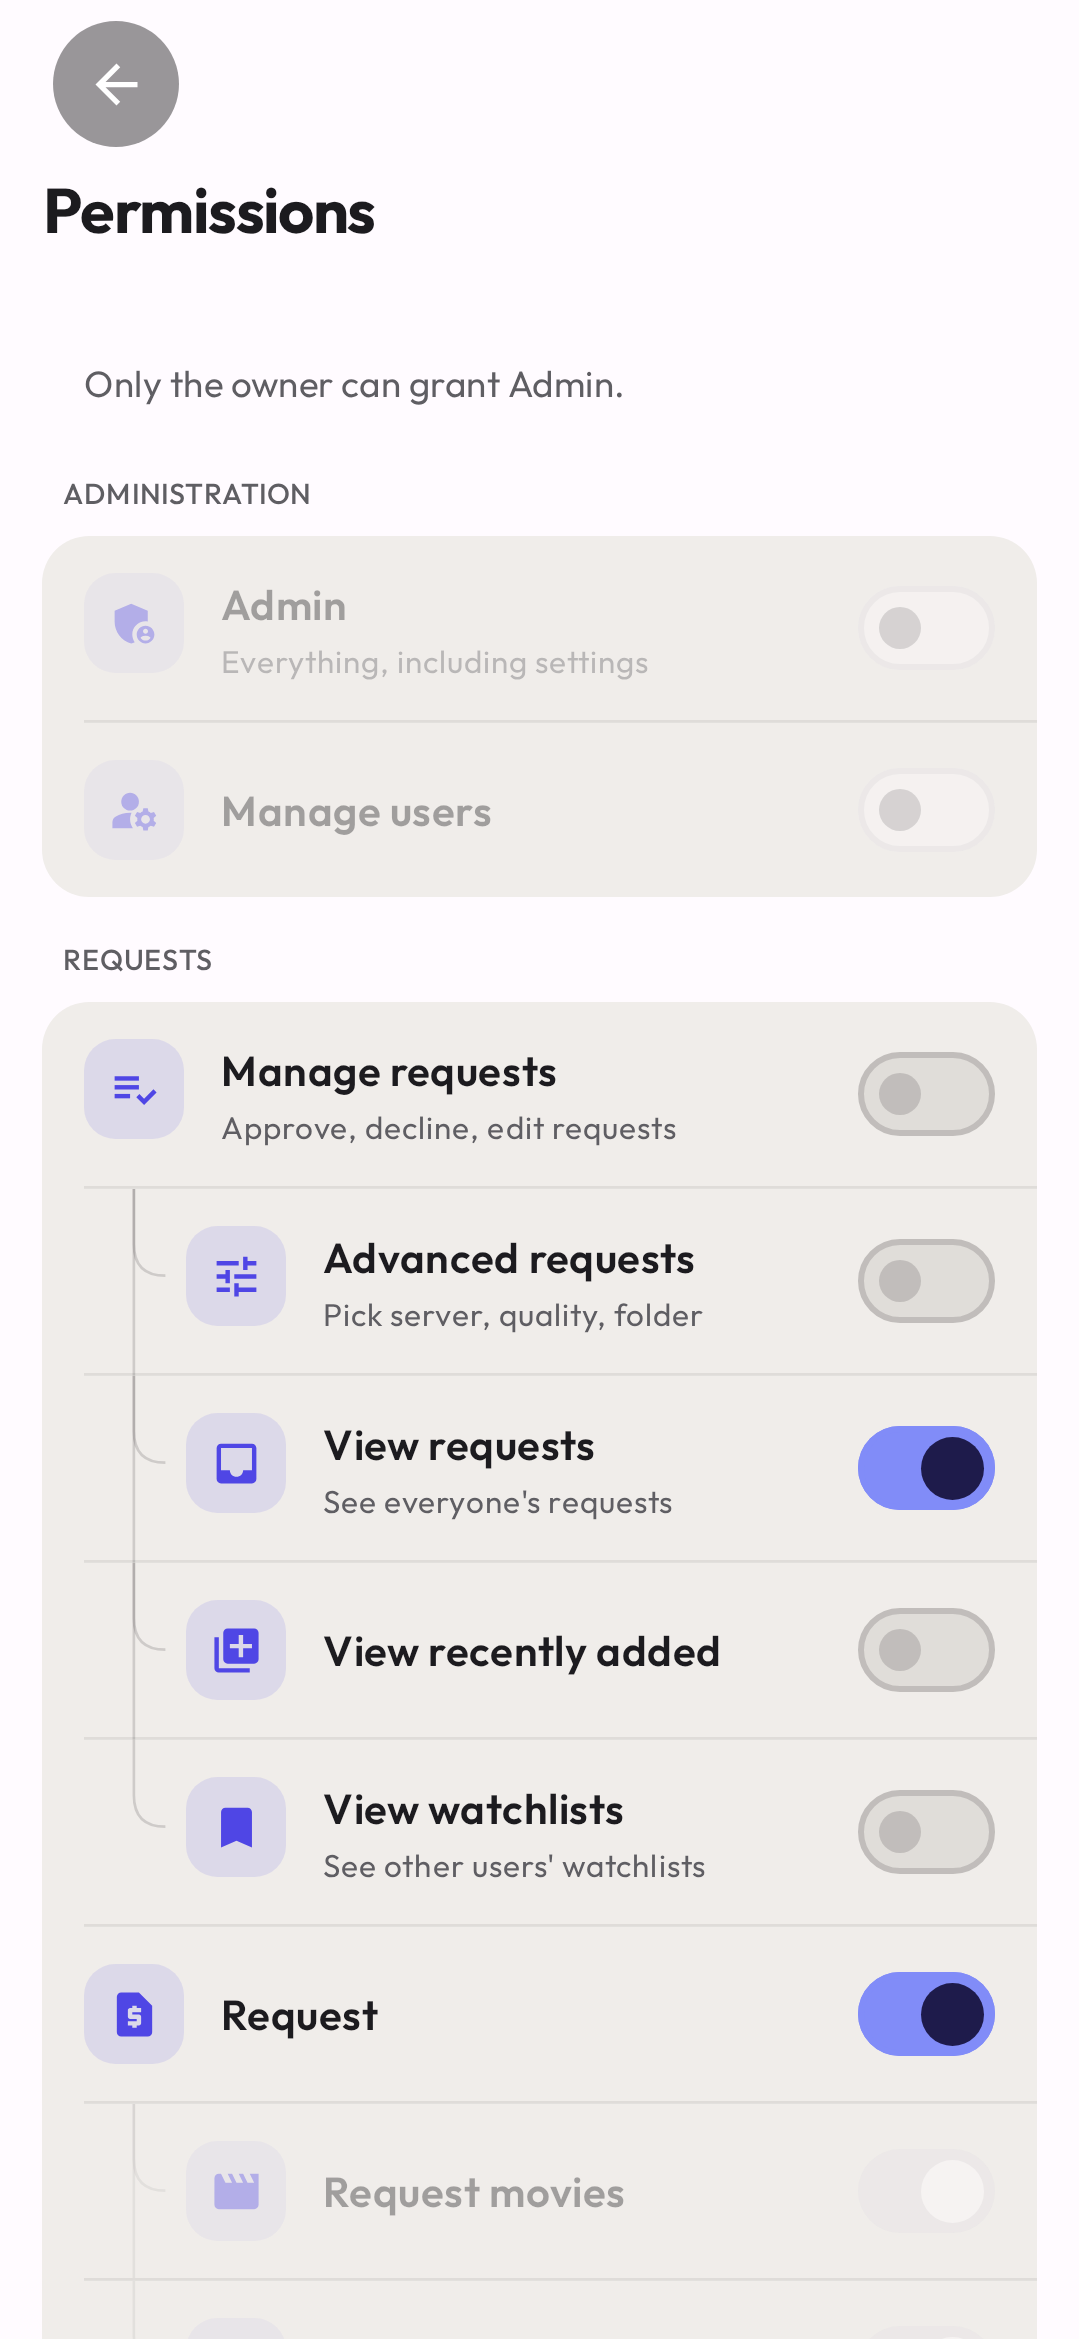 Permissions
Only the owner can grant Admin.
ADMINISTRATION
Admin
Everything, including settings
Manage users
REQUESTS
Manage requests
Approve, decline, edit requests
Advanced requests
Pick server, quality, folder
View requests
See everyone's requests
View recently added
View watchlists
See other users' watchlists
Request
Request movies